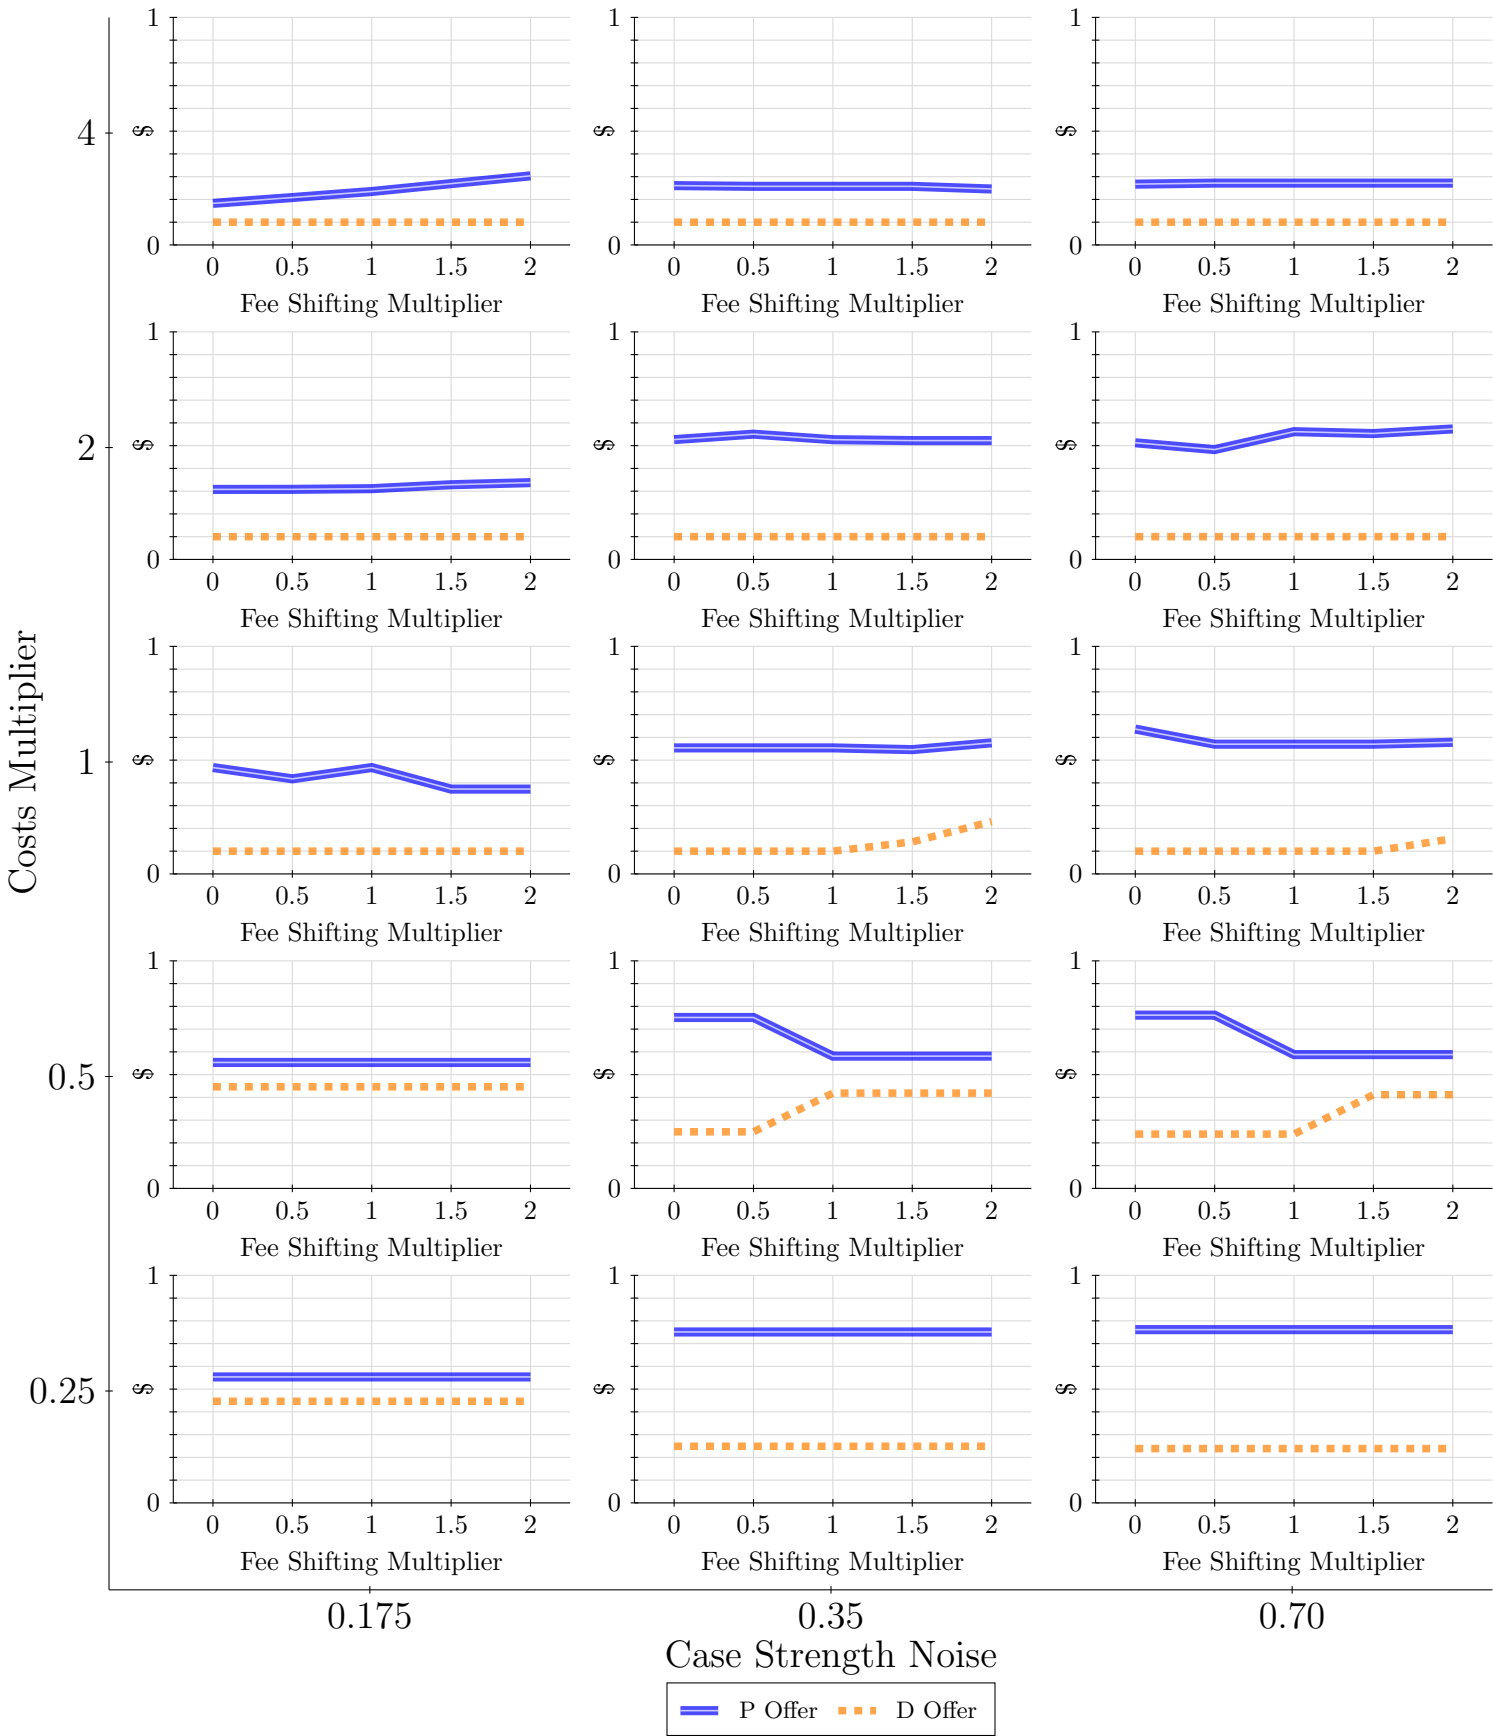 1 1 1
4 $ $ $
0 0 0
0 0.5 1 1.5 2 0 0.5 1 1.5 2 0 0.5 1 1.5 2
Fee Shifting Multiplier Fee Shifting Multiplier Fee Shifting Multiplier
1 1 1
2 $ $ $
0 0 0
0 0.5 1 1.5 2 0 0.5 1 1.5 2 0 0.5 1 1.5 2
Fee Shifting Multiplier Fee Shifting Multiplier Fee Shifting Multiplier
Costs Multiplier
1 1 1
1 $ $ $
0 0 0
0 0.5 1 1.5 2 0 0.5 1 1.5 2 0 0.5 1 1.5 2
Fee Shifting Multiplier Fee Shifting Multiplier Fee Shifting Multiplier
1 1 1
0.5 $ $ $
0 0 0
0 0.5 1 1.5 2 0 0.5 1 1.5 2 0 0.5 1 1.5 2
Fee Shifting Multiplier Fee Shifting Multiplier Fee Shifting Multiplier
1 1 1
0.25 $ $ $
0 0 0
0 0.5 1 1.5 2 0 0.5 1 1.5 2 0 0.5 1 1.5 2
Fee Shifting Multiplier Fee Shifting Multiplier Fee Shifting Multiplier
0.175 0.35 0.70
Case Strength Noise
P Offer D Offer